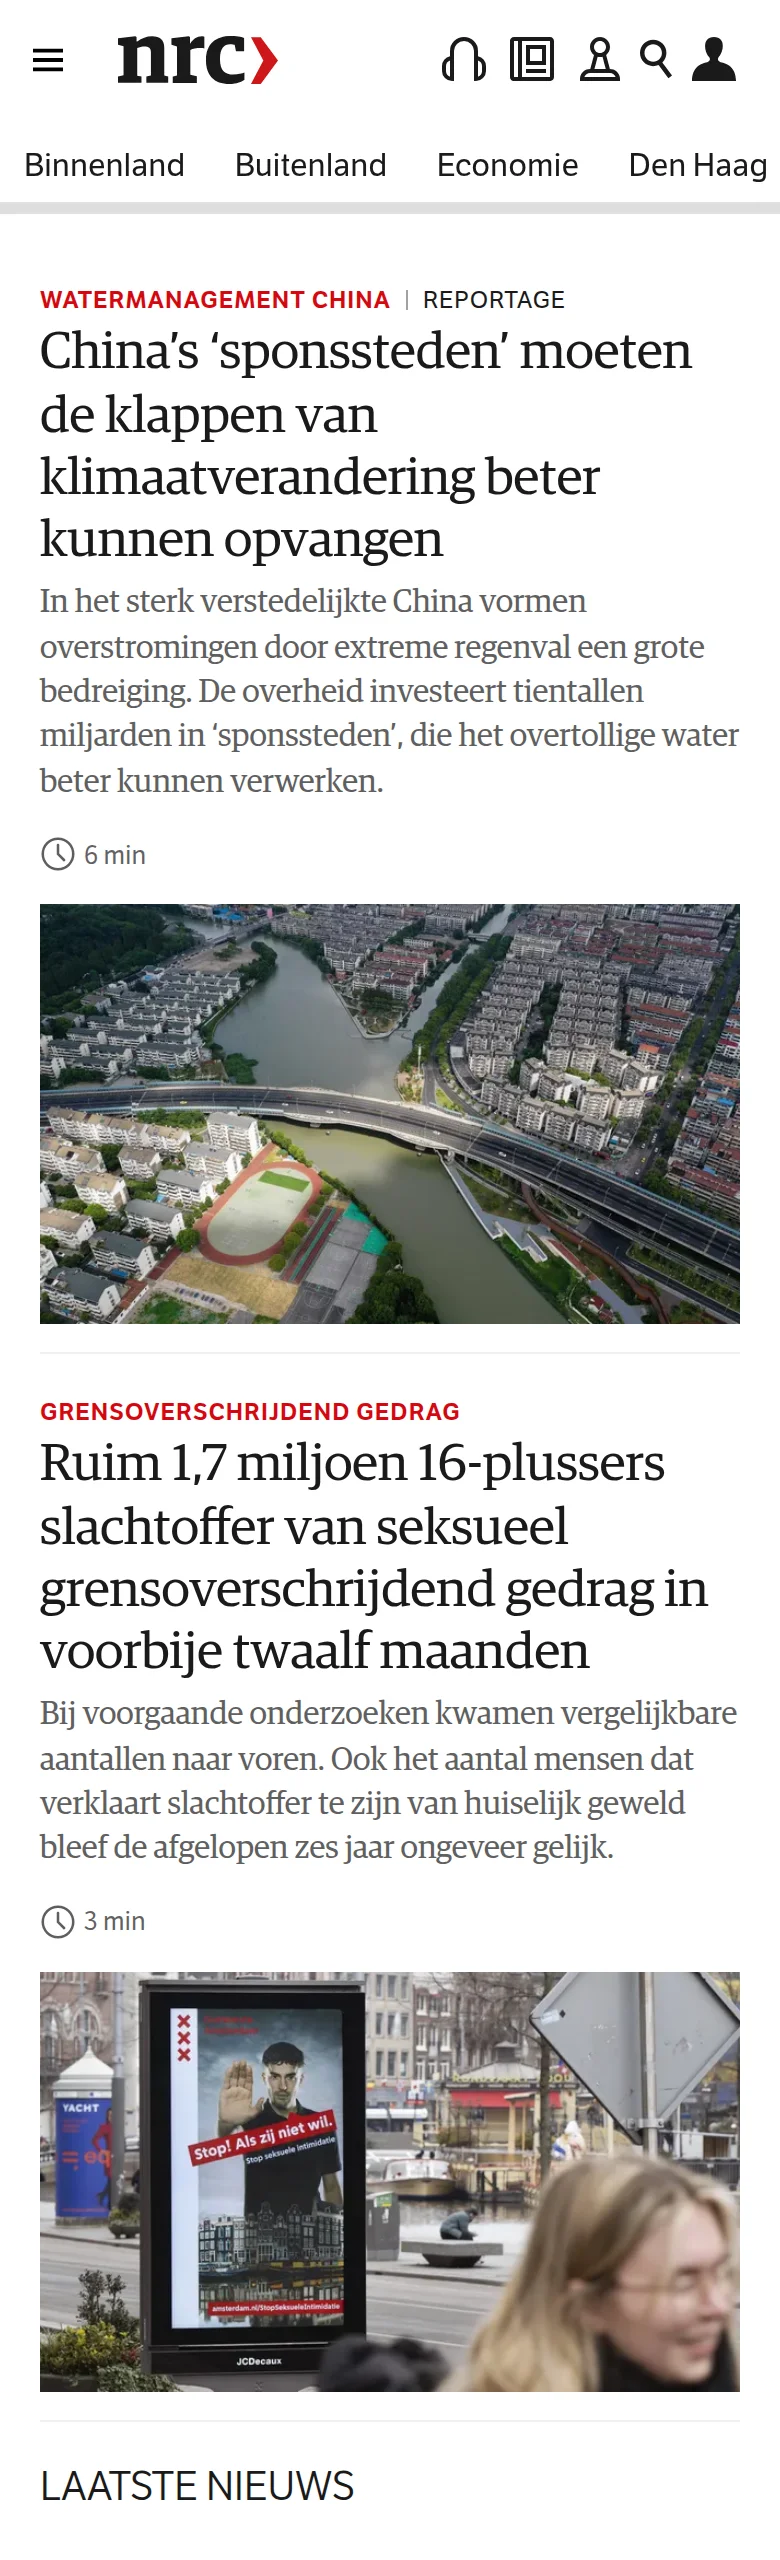 nrc
Binnenland Buitenland Economie Den Haag
WATERMANAGEMENT CHINA | REPORTAGE
China’s ‘sponssteden’ moeten
de klappen van
klimaatverandering beter
kunnen opvangen
In het sterk verstedelijkte China vormen
overstromingen door extreme regenval een grote
bedreiging. De overheid investeert tientallen
miljarden in ‘sponssteden’, die het overtollige water
beter kunnen verwerken.
6 min
GRENSOVERSCHRIJDEND GEDRAG
Ruim 1,7 miljoen 16-plussers
slachtoffer van seksueel
grensoverschrijdend gedrag in
voorbije twaalf maanden
Bij voorgaande onderzoeken kwamen vergelijkbare
aantallen naar voren. Ook het aantal mensen dat
verklaart slachtoffer te zijn van huiselijk geweld
bleef de afgelopen zes jaar ongeveer gelijk.
3 min
YACHT
Stop! Als zij niet wil.
Stop seksuele intimidatie
amsterdam.nl/StopSeksueleIntimidatie
JCDecaux
LAATSTE NIEUWS